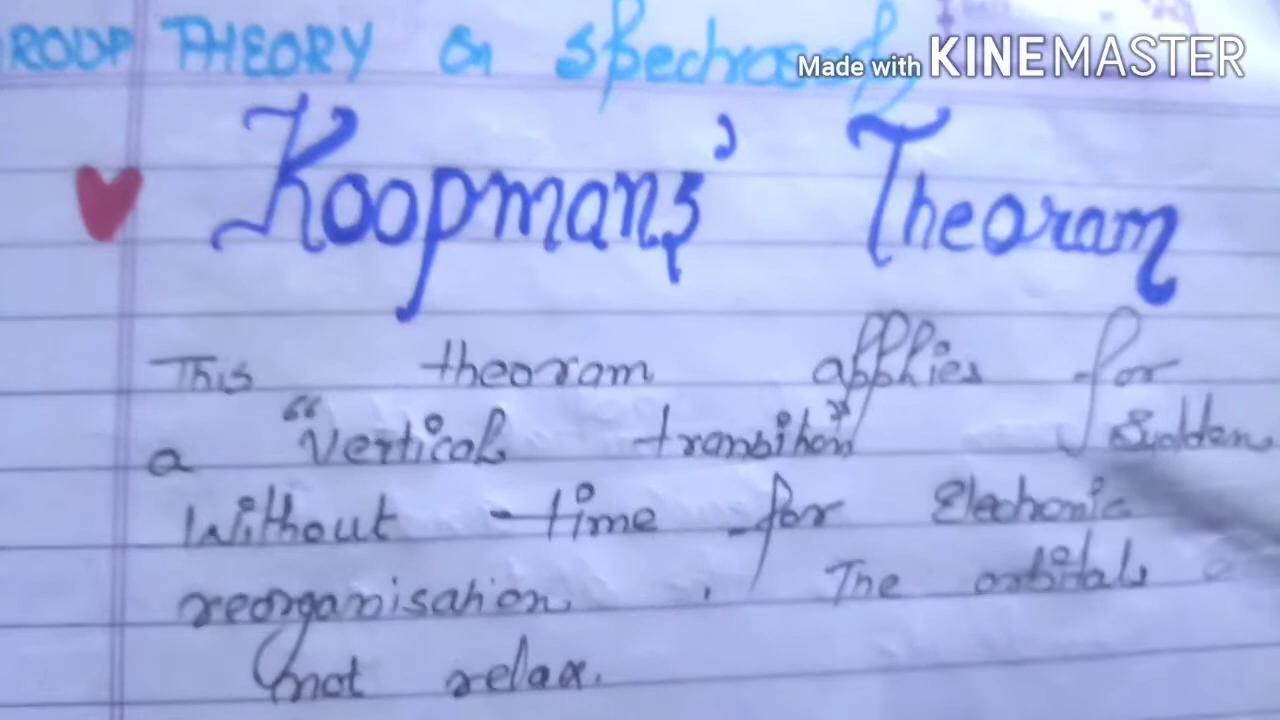 ROUP THEORY on
Made with KINEMASTER
Koopmans' Theoram
This theoram applies for
a "Vertical transition" Sudden
Without time for Electronic
reorganisation. The orbitals
not relax.